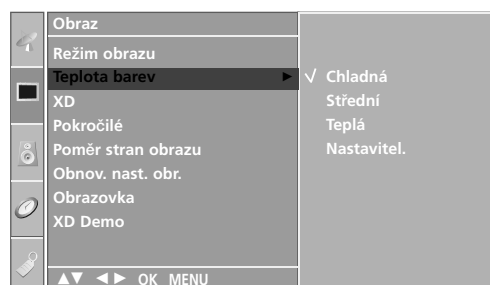 Obraz
Režim obrazu
Teplota barev ►
XD
Pokročilé
Poměr stran obrazu
Obnov. nast. obr.
Obrazovka
XD Demo
▲▼ ◄► OK MENU
√ Chladná
Střední
Teplá
Nastavitel.